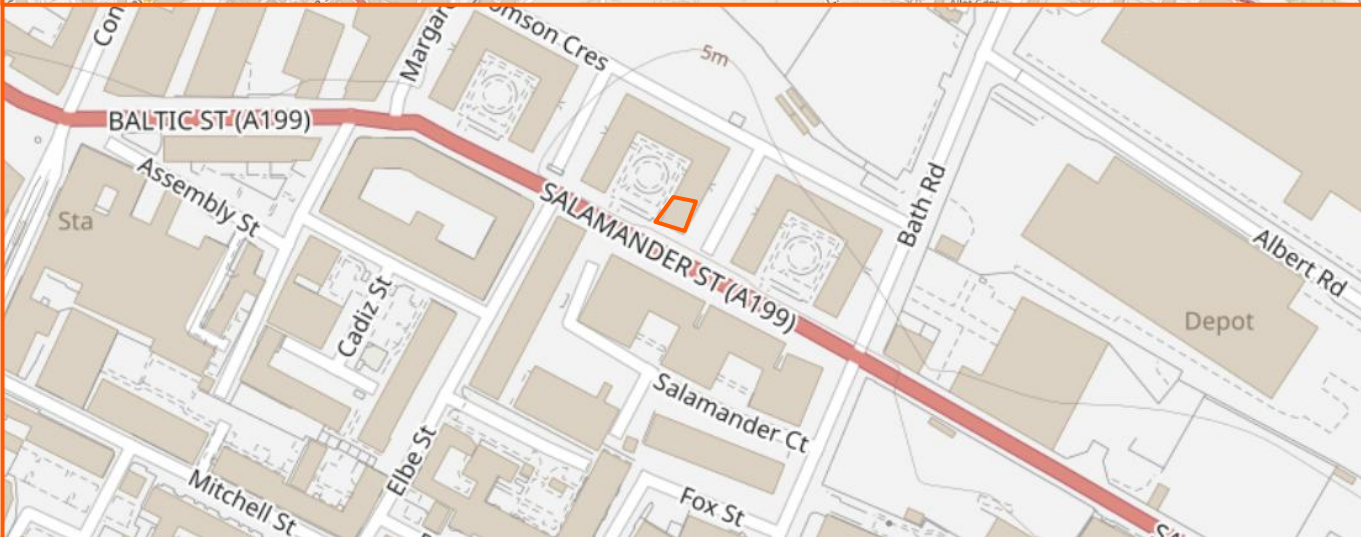 Con
Margar
omson Cres
5m
BALTIC ST (A199)
Assembly St
Sta
SALAMANDER ST (A199)
Bath Rd
Albert Rd
Depot
Cadiz St
Salamander Ct
Elbe St
Mitchell St
Fox St